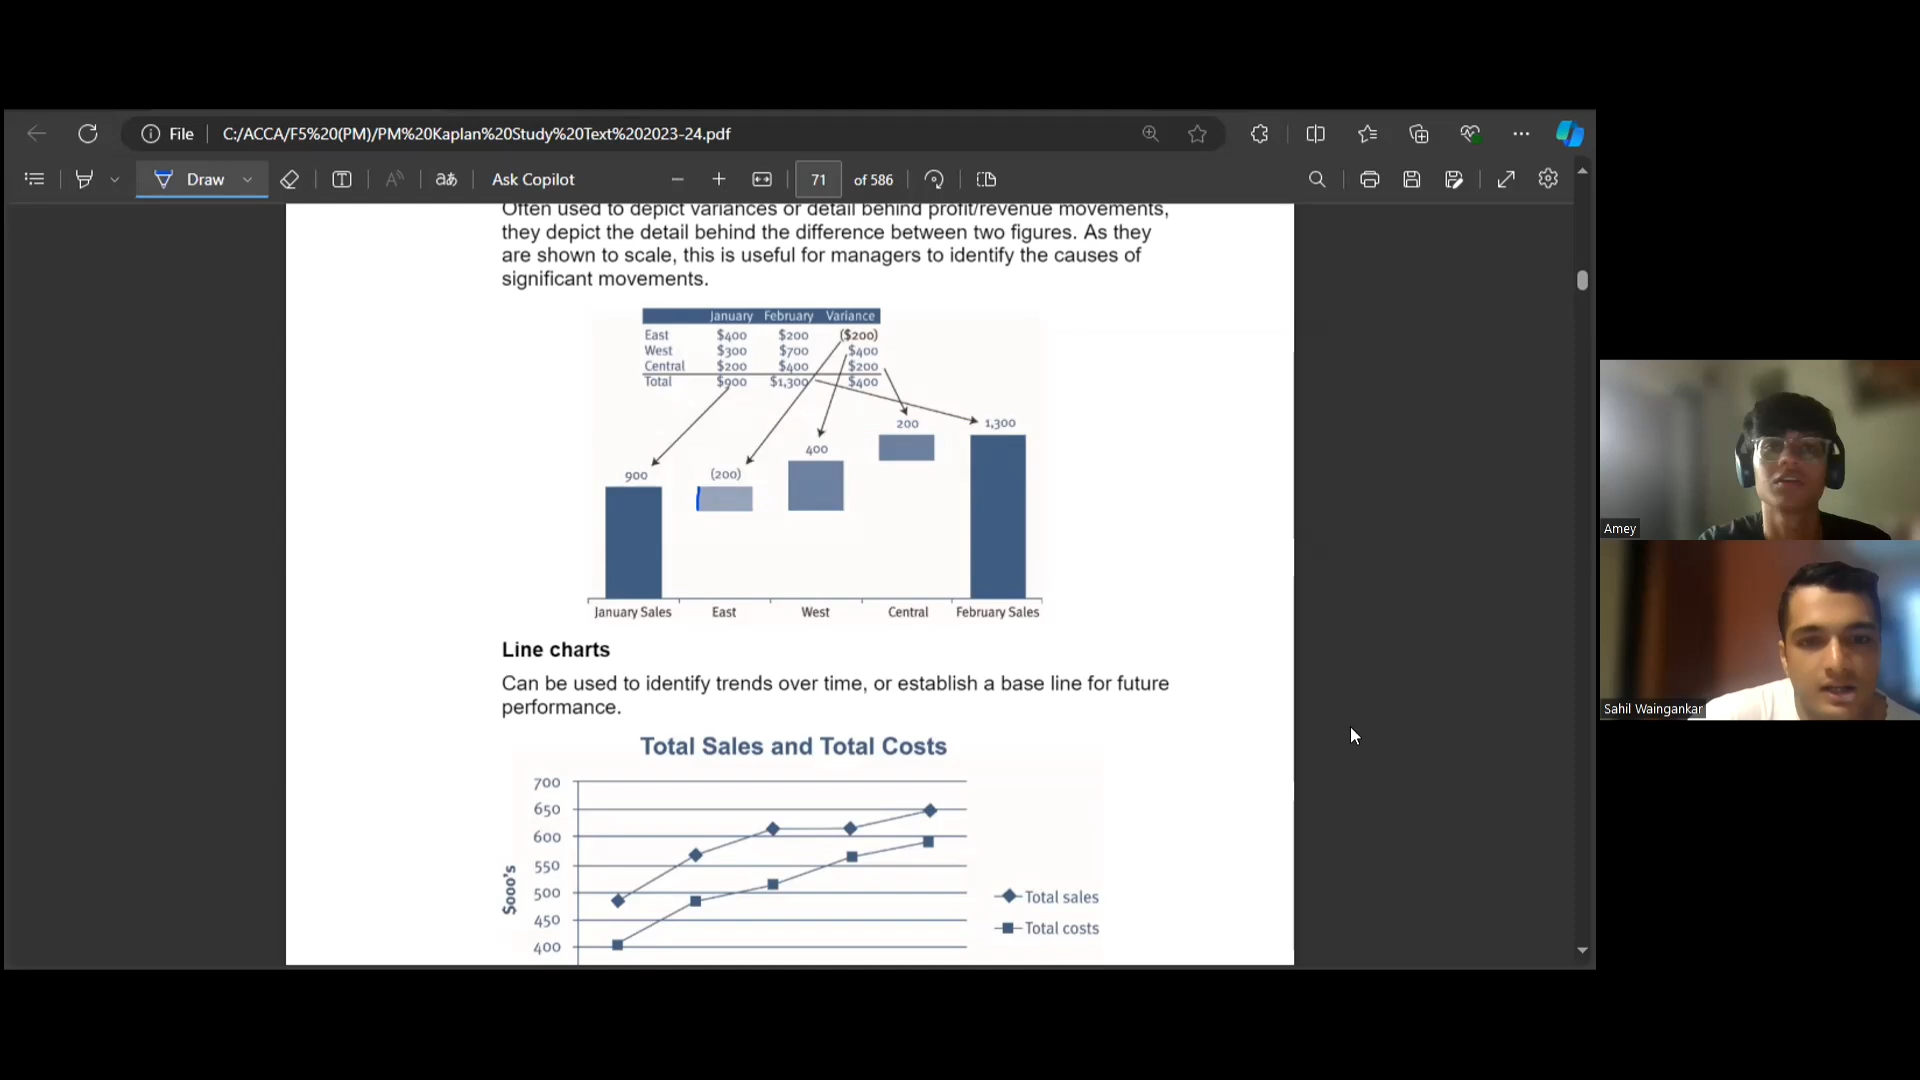 File C:/ACCA/F5%20(PM)/PM%20Kaplan%20Study%20Text%202023-24.pdf
Draw aあ Ask Copilot 71 of 586
Often used to depict variances or detail behind profit/revenue movements,
they depict the detail behind the difference between two figures. As they
are shown to scale, this is useful for managers to identify the causes of
significant movements.
January February Variance
East $400 $200 ($200)
West $300 $700 $400
Central $200 $400 $200
Total $900 $1,300 $400
900 (200) 400 200 1,300
January Sales East West Central February Sales
Line charts
Can be used to identify trends over time, or establish a base line for future
performance.
Total Sales and Total Costs
700
650
600
550
500
450
400
$000's
Total sales
Total costs
Amey
Sahil Waingankar